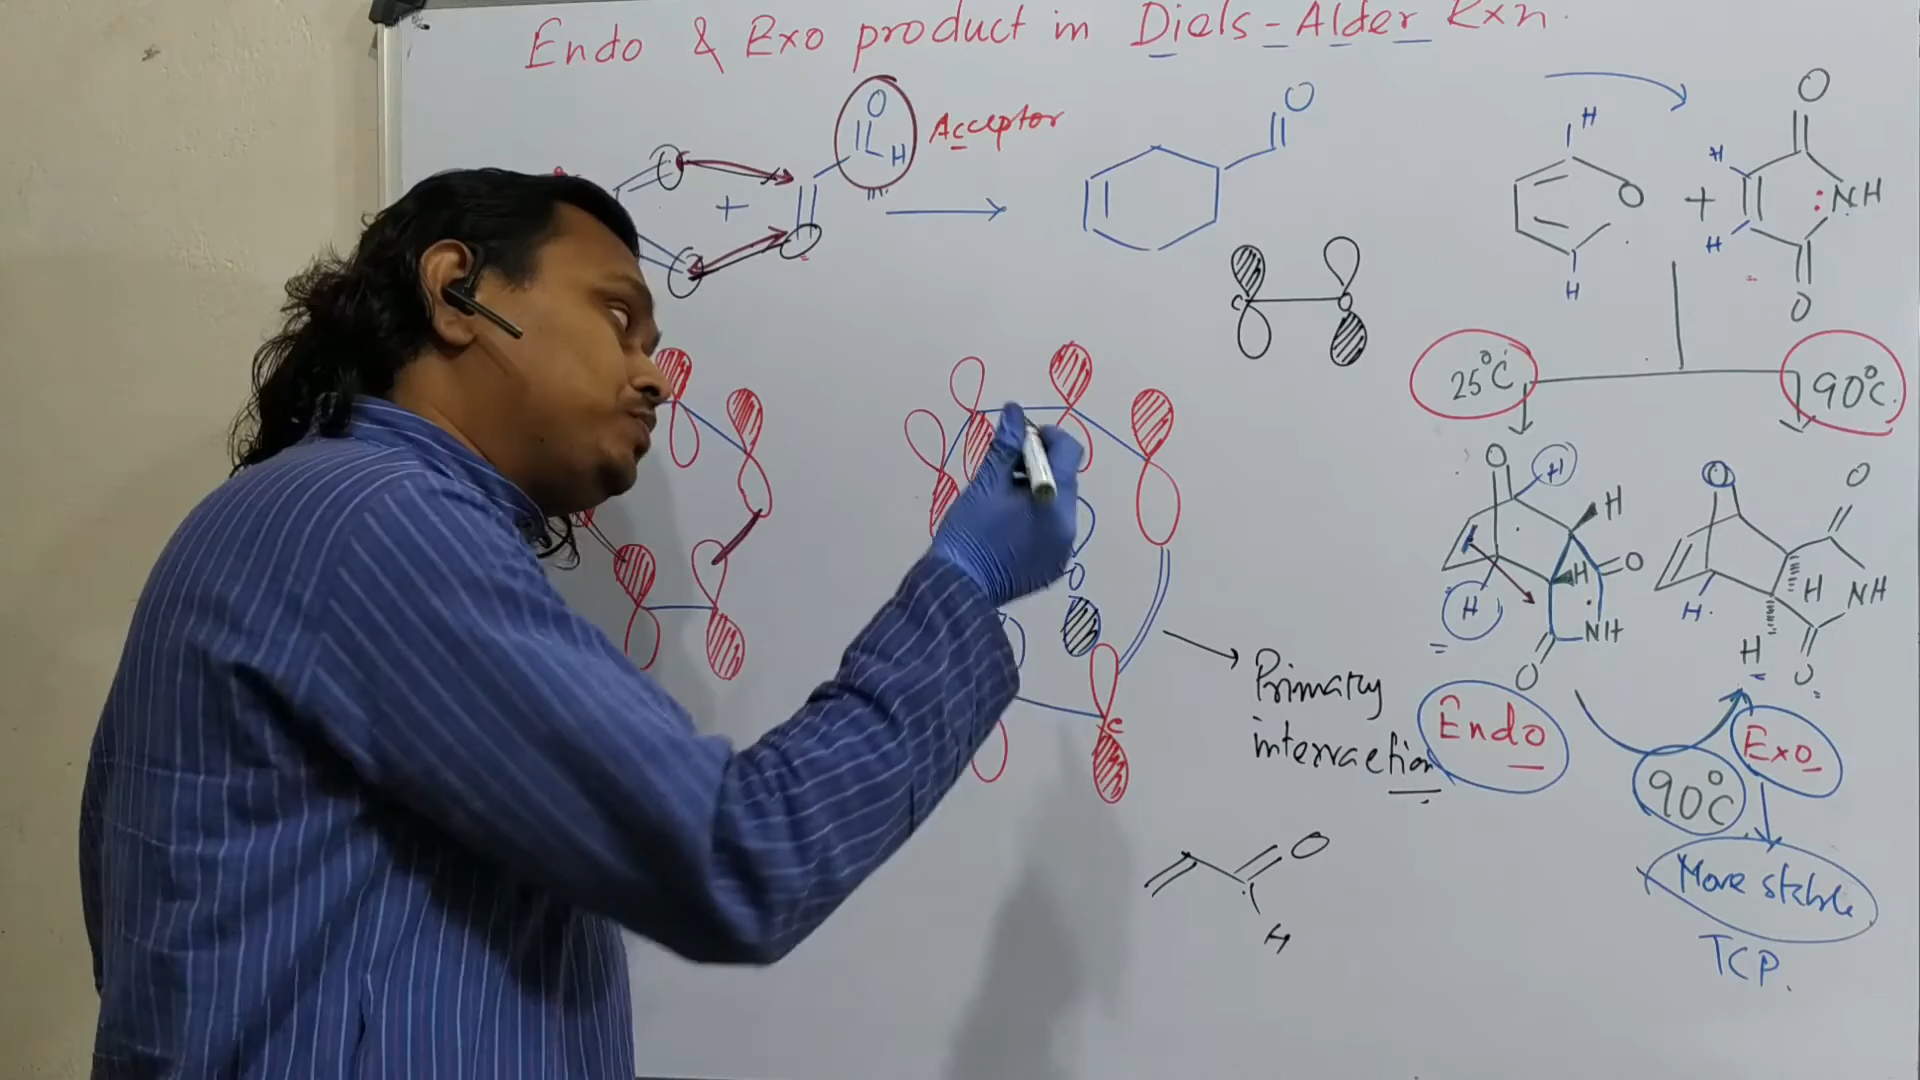 Endo & Exo product in Diels-Alder Rxn.
O
H
Acceptor
+
O
C
O
H
O
H
+
H
H
O
NH
O
25°C
90°C.
O
H
H
H
O
H
NH
O
O
O
H
NH
H
H
O
O
C
Primary
interaction
Endo
Exo
90°C
More stable
TCP.
O
H